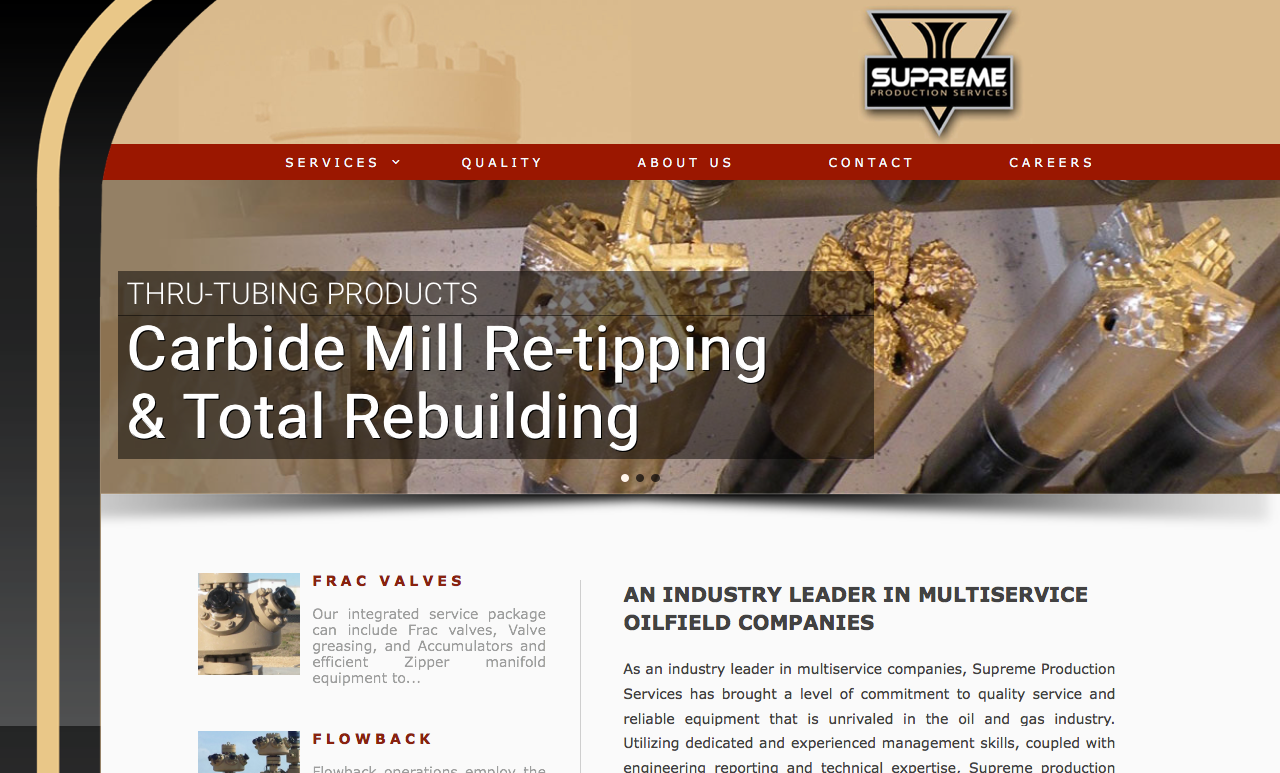 SUPREME
PRODUCTION SERVICES
SERVICES
QUALITY
ABOUT US
CONTACT
CAREERS
THRU-TUBING PRODUCTS
Carbide Mill Re-tipping
& Total Rebuilding
FRAC VALVES
Our integrated service package
can include Frac valves, Valve
greasing, and Accumulators and
efficient Zipper manifold
equipment to...
FLOWBACK
Flowback operations employ the
AN INDUSTRY LEADER IN MULTISERVICE
OILFIELD COMPANIES
As an industry leader in multiservice companies, Supreme Production
Services has brought a level of commitment to quality service and
reliable equipment that is unrivaled in the oil and gas industry.
Utilizing dedicated and experienced management skills, coupled with
engineering reporting and technical expertise, Supreme production